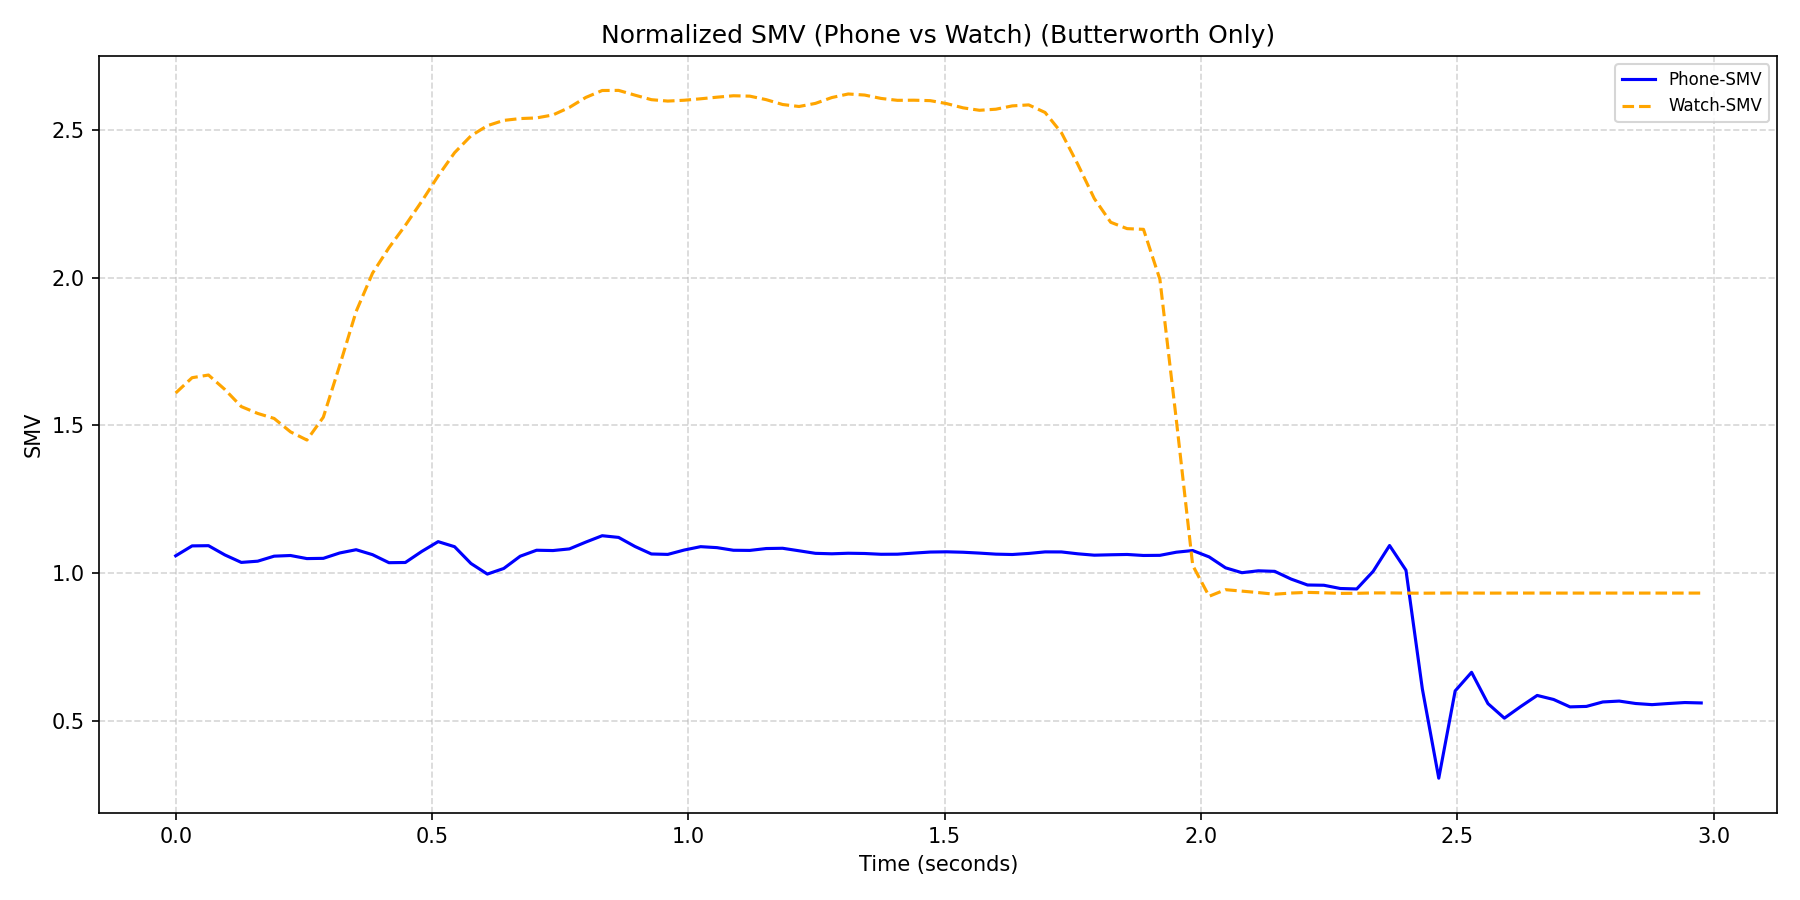 Normalized SMV (Phone vs Watch) (Butterworth Only)
Phone-SMV
Watch-SMV
SMV
2.5
2.0
1.5
1.0
0.5
0.0 0.5 1.0 1.5 2.0 2.5 3.0
Time (seconds)